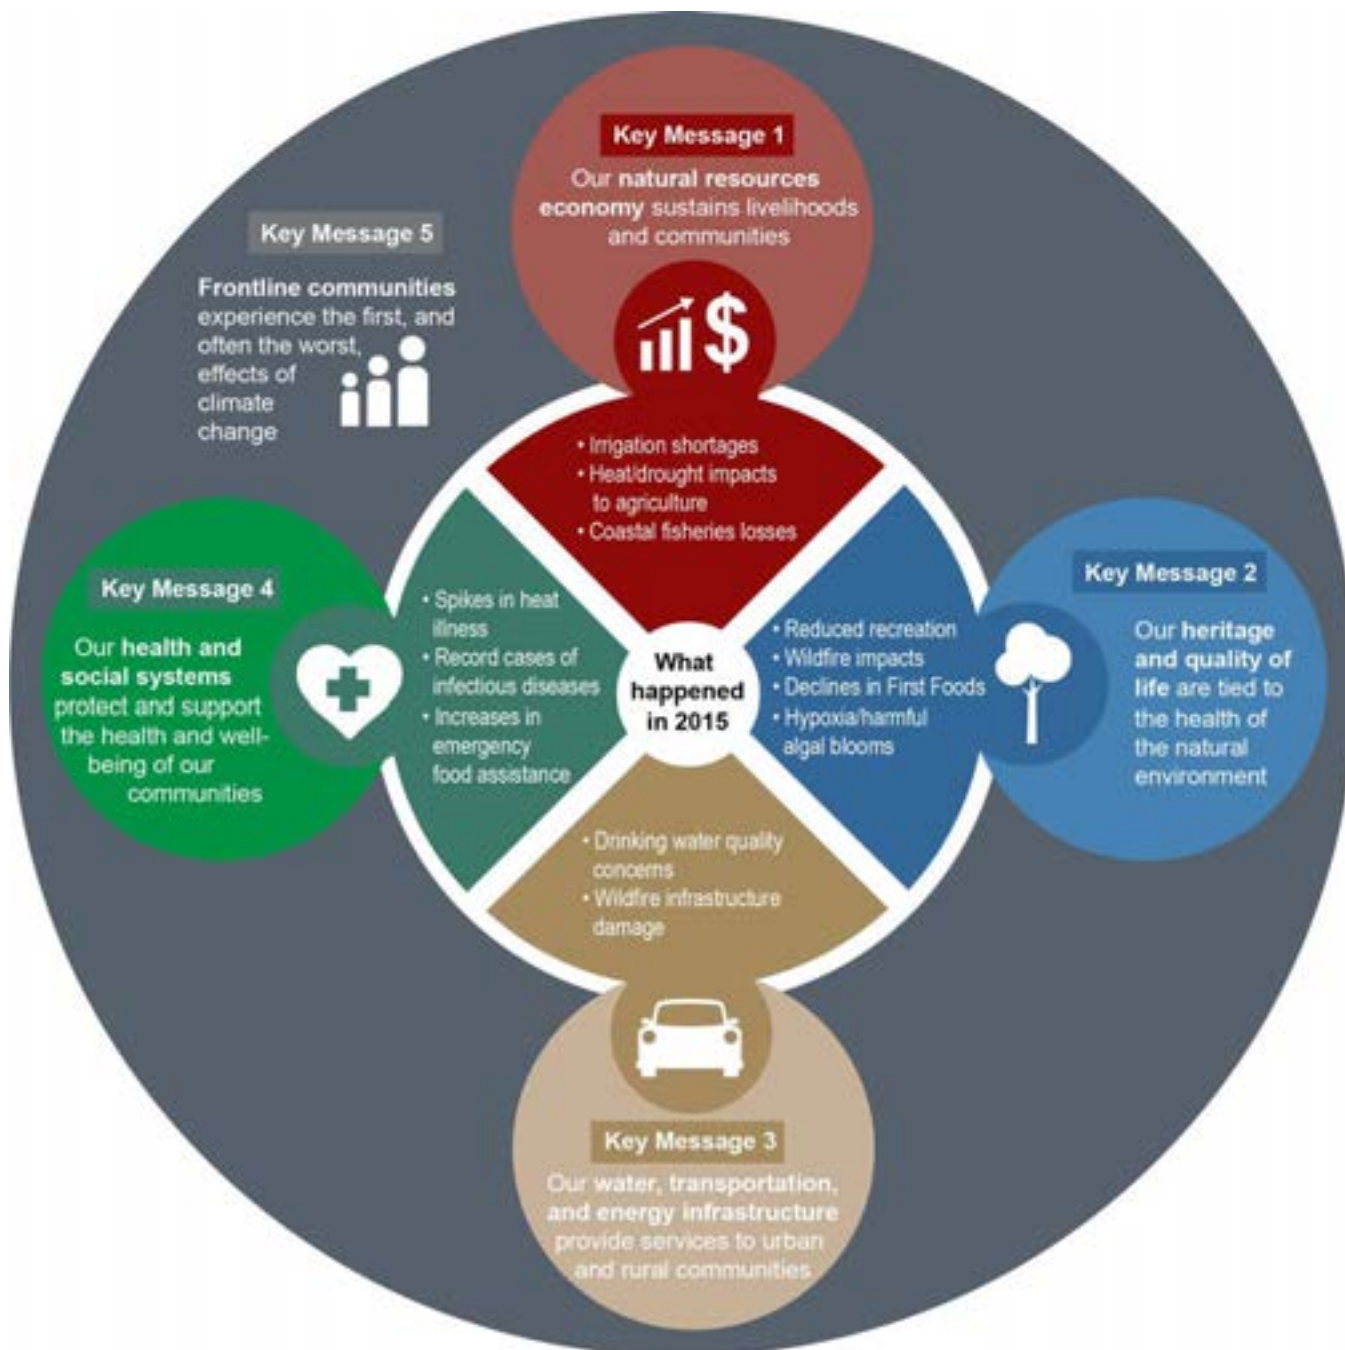 Key Message 1
Our natural resources
economy sustains livelihoods
and communities
$
• Irrigation shortages
• Heat/drought impacts
to agriculture
• Coastal fisheries losses
Key Message 5
Frontline communities
experience the first, and
often the worst,
effects of
climate
change
Key Message 2
Our heritage
and quality of
life are tied to
the health of
the natural
environment
• Reduced recreation
• Wildfire impacts
• Declines in First Foods
• Hypoxia/harmful
algal blooms
What
happened
in 2015
Key Message 4
Our health and
social systems
protect and support
the health and well-
being of our
communities
• Spikes in heat
illness
• Record cases of
infectious diseases
• Increases in
emergency
food assistance
• Drinking water quality
concerns
• Wildfire infrastructure
damage
Key Message 3
Our water, transportation,
and energy infrastructure
provide services to urban
and rural communities